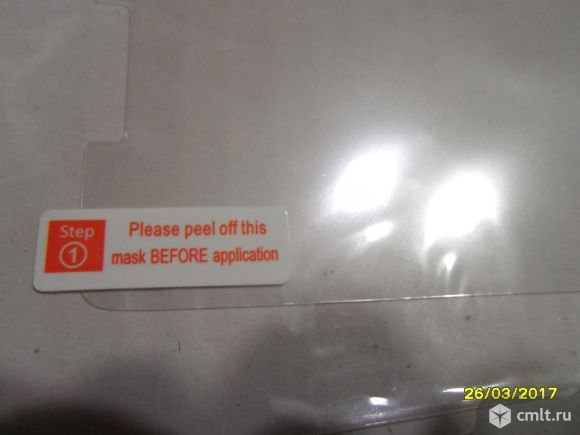 Step
1
Please peel off this
mask BEFORE application
26/03/2017
cmlt.ru